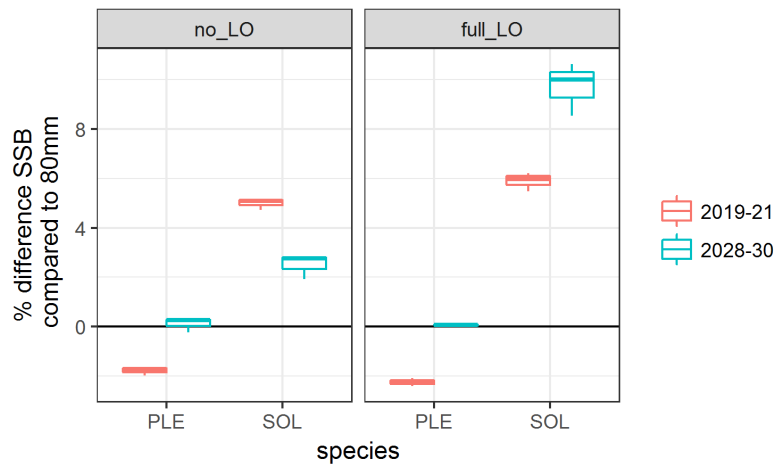 no_LO
full_LO
% difference SSB
compared to 80mm
8
4
0
PLE
SOL
PLE
SOL
species
2019-21
2028-30